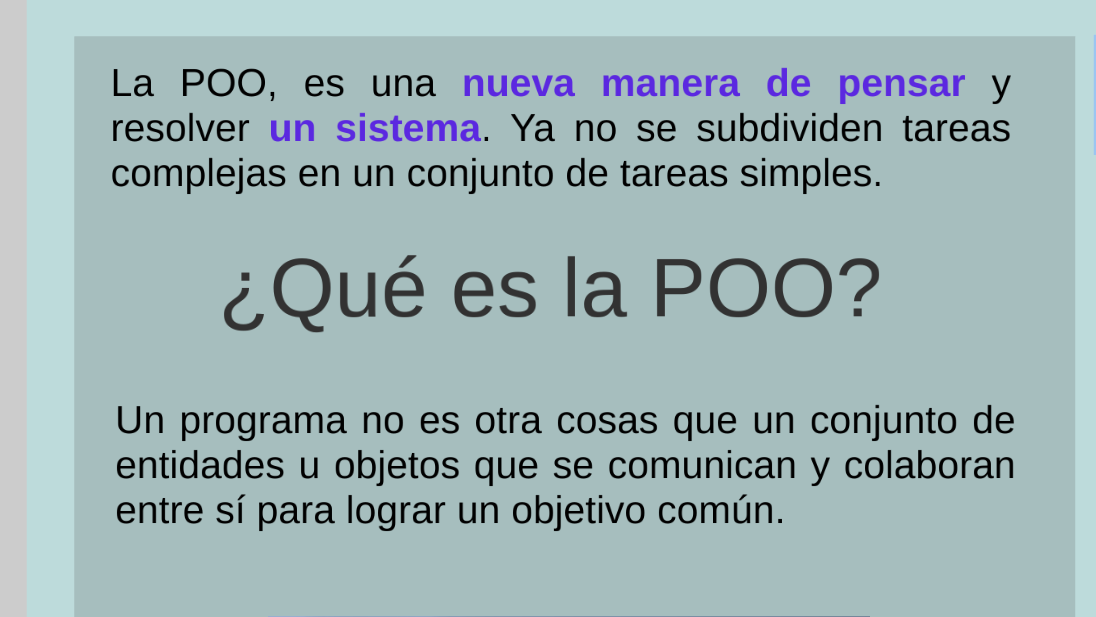 La POO, es una nueva manera de pensar y
resolver un sistema. Ya no se subdividen tareas
complejas en un conjunto de tareas simples.
¿Qué es la POO?
Un programa no es otra cosas que un conjunto de
entidades u objetos que se comunican y colaboran
entre sí para lograr un objetivo común.